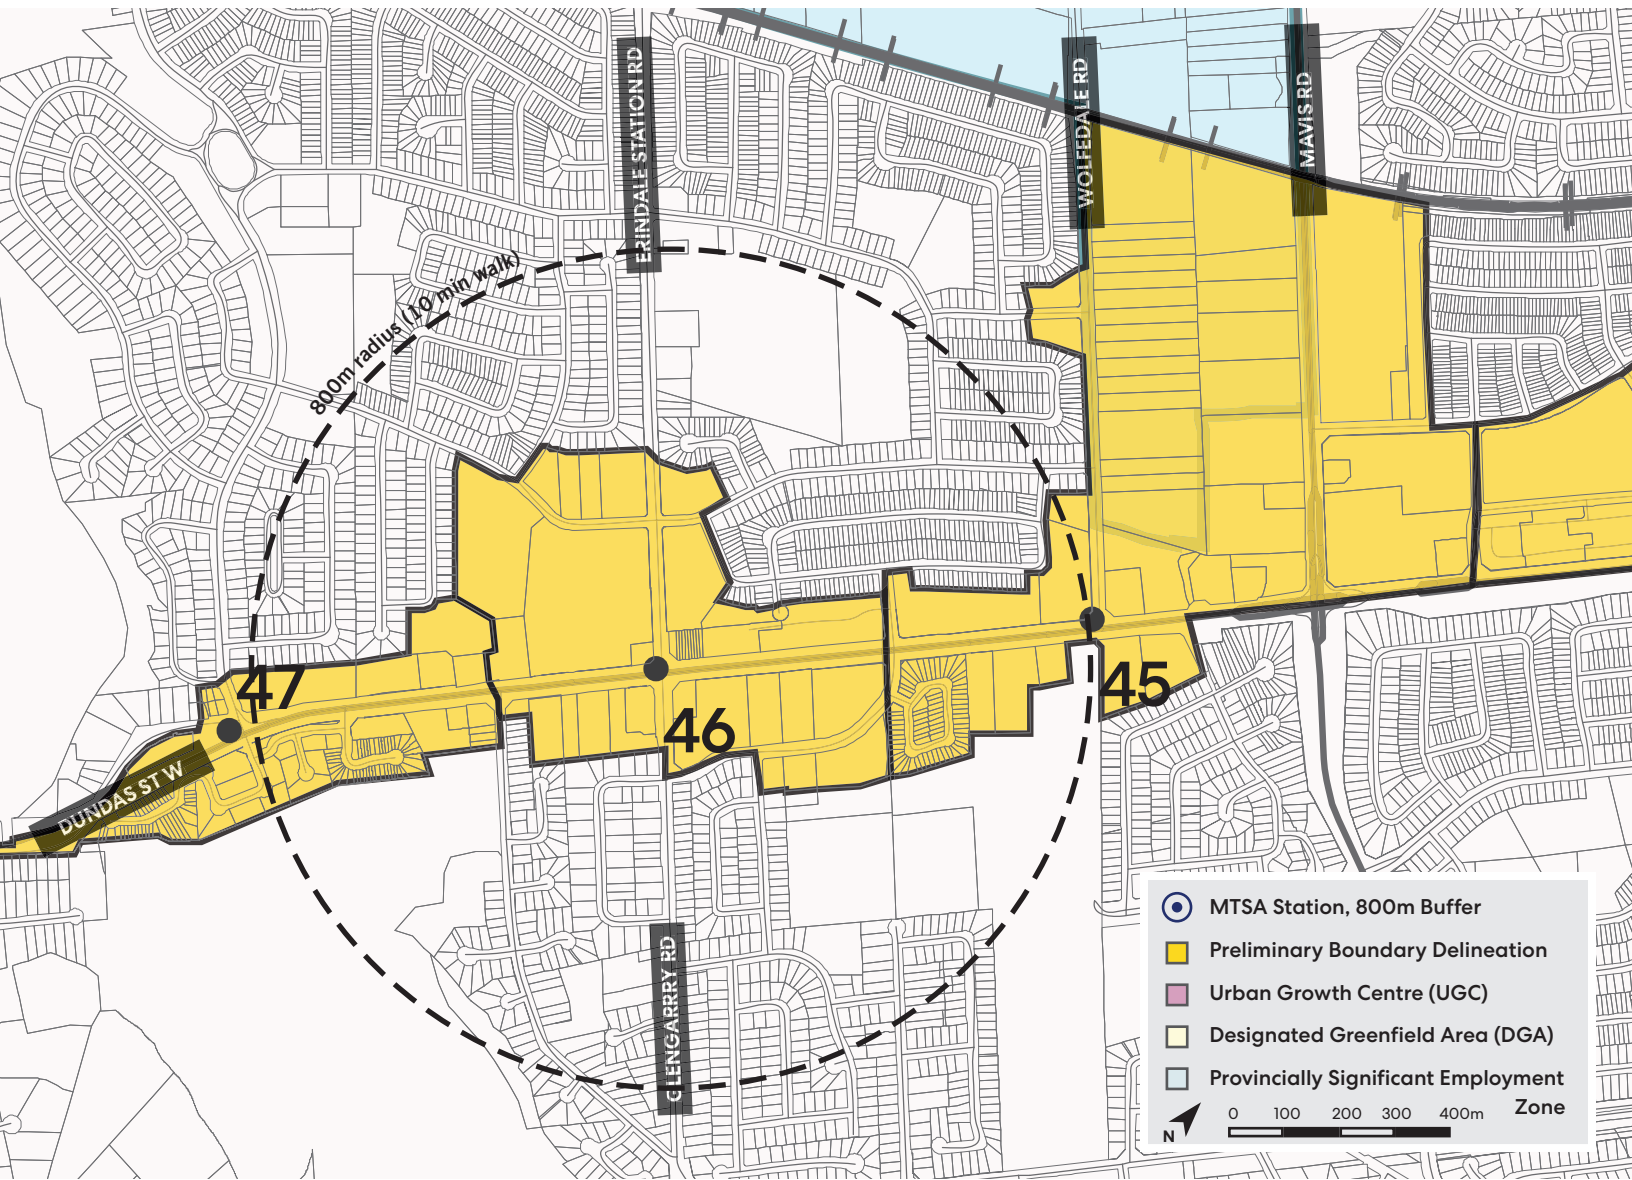 ERINDALE STATION RD
WOLFEDALE RD
MAVIS RD
800m radius (10 min walk)
47
46
45
DUNDAS ST W
GLENGARRY RD
MTSA Station, 800m Buffer
Preliminary Boundary Delineation
Urban Growth Centre (UGC)
Designated Greenfield Area (DGA)
Provincially Significant Employment
Zone
N
0 100 200 300 400m